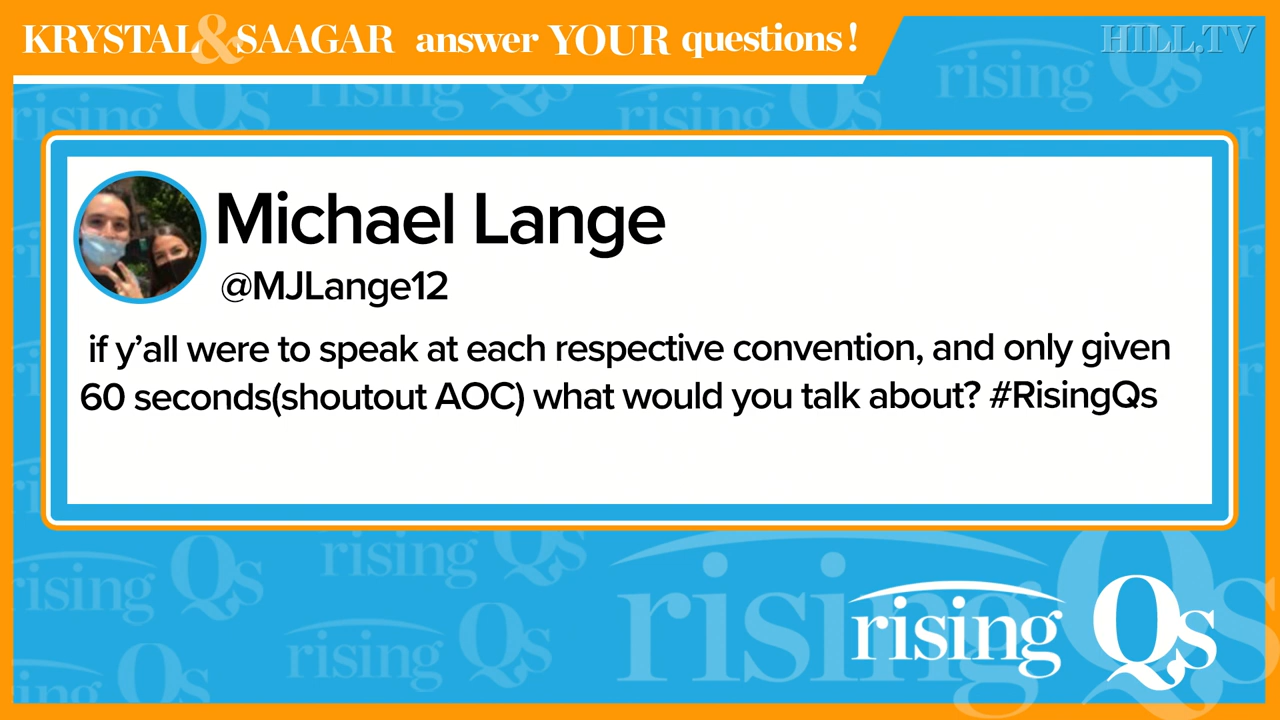 KRYSTAL & SAAGAR answer YOUR questions!
HILL.TV
Michael Lange
@MJLange12
if y’all were to speak at each respective convention, and only given
60 seconds(shoutout AOC) what would you talk about? #RisingQs
rising Qs